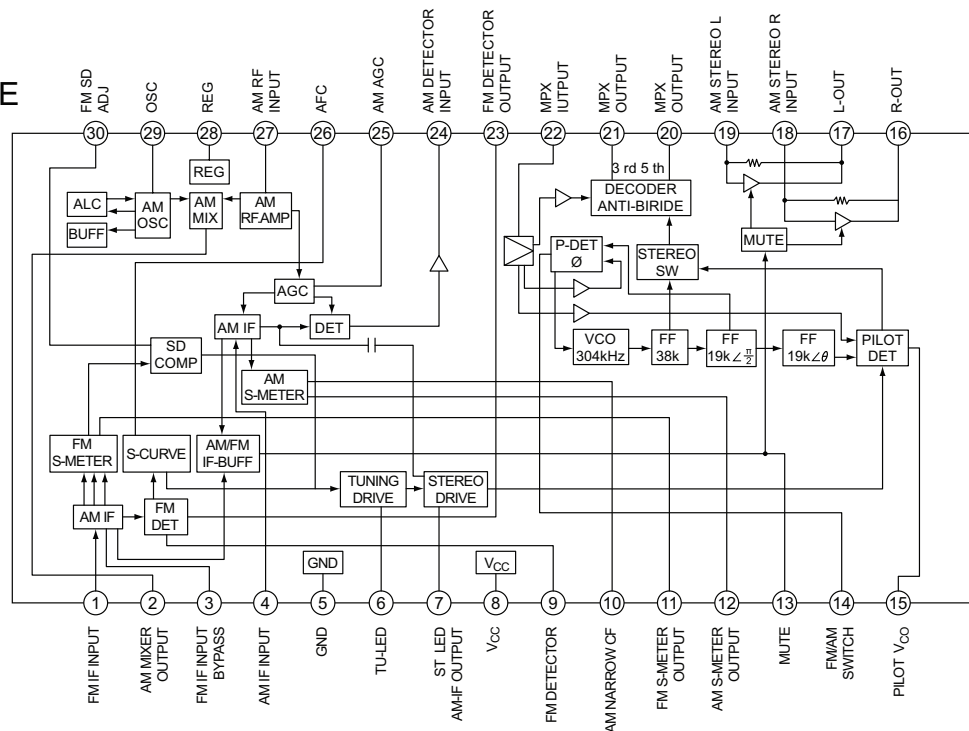 E
FM SD
ADJ
OSC
REG
AM RF
INPUT
AFC
AM AGC
AM DETECTOR
INPUT
FM DETECTOR
OUTPUT
MPX
IUTPUT
MPX
OUTPUT
MPX
OUTPUT
AM STEREO L
INPUT
AM STEREO R
INPUT
L-OUT
R-OUT
30
29
28
27
26
25
24
23
22
21
20
19
18
17
16
REG
3 rd 5 th
ALC
AM
OSC
AM
MIX
AM
RF.AMP
DECODER
ANTI-BIRIDE
BUFF
P-DET
Ø
STEREO
SW
MUTE
AGC
AM IF
DET
SD
COMP
VCO
304kHz
FF
38k
FF
19k∠π/2
FF
19k∠θ
PILOT
DET
AM
S-METER
FM
S-METER
S-CURVE
AM/FM
IF-BUFF
TUNING
DRIVE
STEREO
DRIVE
AM IF
FM
DET
GND
VCC
1
2
3
4
5
6
7
8
9
10
11
12
13
14
15
FM IF INPUT
AM MIXER
OUTPUT
FM IF INPUT
BYPASS
AM IF INPUT
GND
TU-LED
ST LED
AM-IF OUTPUT
VCC
FM DETECTOR
AM NARROW CF
FM S-METER
OUTPUT
AM S-METER
OUTPUT
MUTE
FM/AM
SWITCH
PILOT VCO